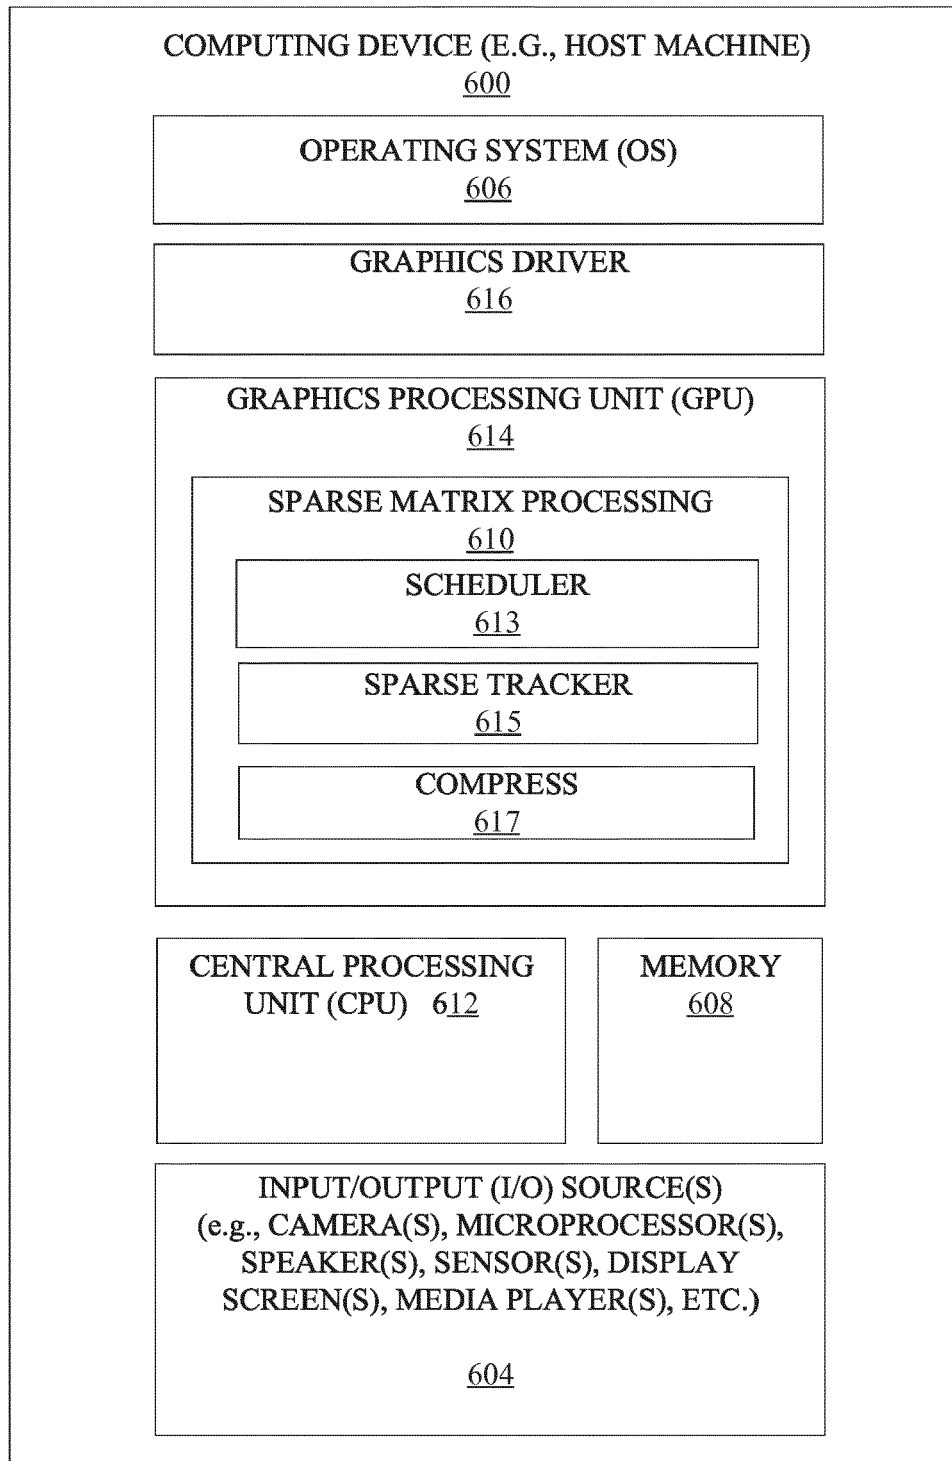 COMPUTING DEVICE (E.G., HOST MACHINE)
600
OPERATING SYSTEM (OS)
606
GRAPHICS DRIVER
616
GRAPHICS PROCESSING UNIT (GPU)
614
SPARSE MATRIX PROCESSING
610
SCHEDULER
613
SPARSE TRACKER
615
COMPRESS
617
CENTRAL PROCESSING
UNIT (CPU) 612
MEMORY
608
INPUT/OUTPUT (I/O) SOURCE(S)
(e.g., CAMERA(S), MICROPROCESSOR(S),
SPEAKER(S), SENSOR(S), DISPLAY
SCREEN(S), MEDIA PLAYER(S), ETC.)
604